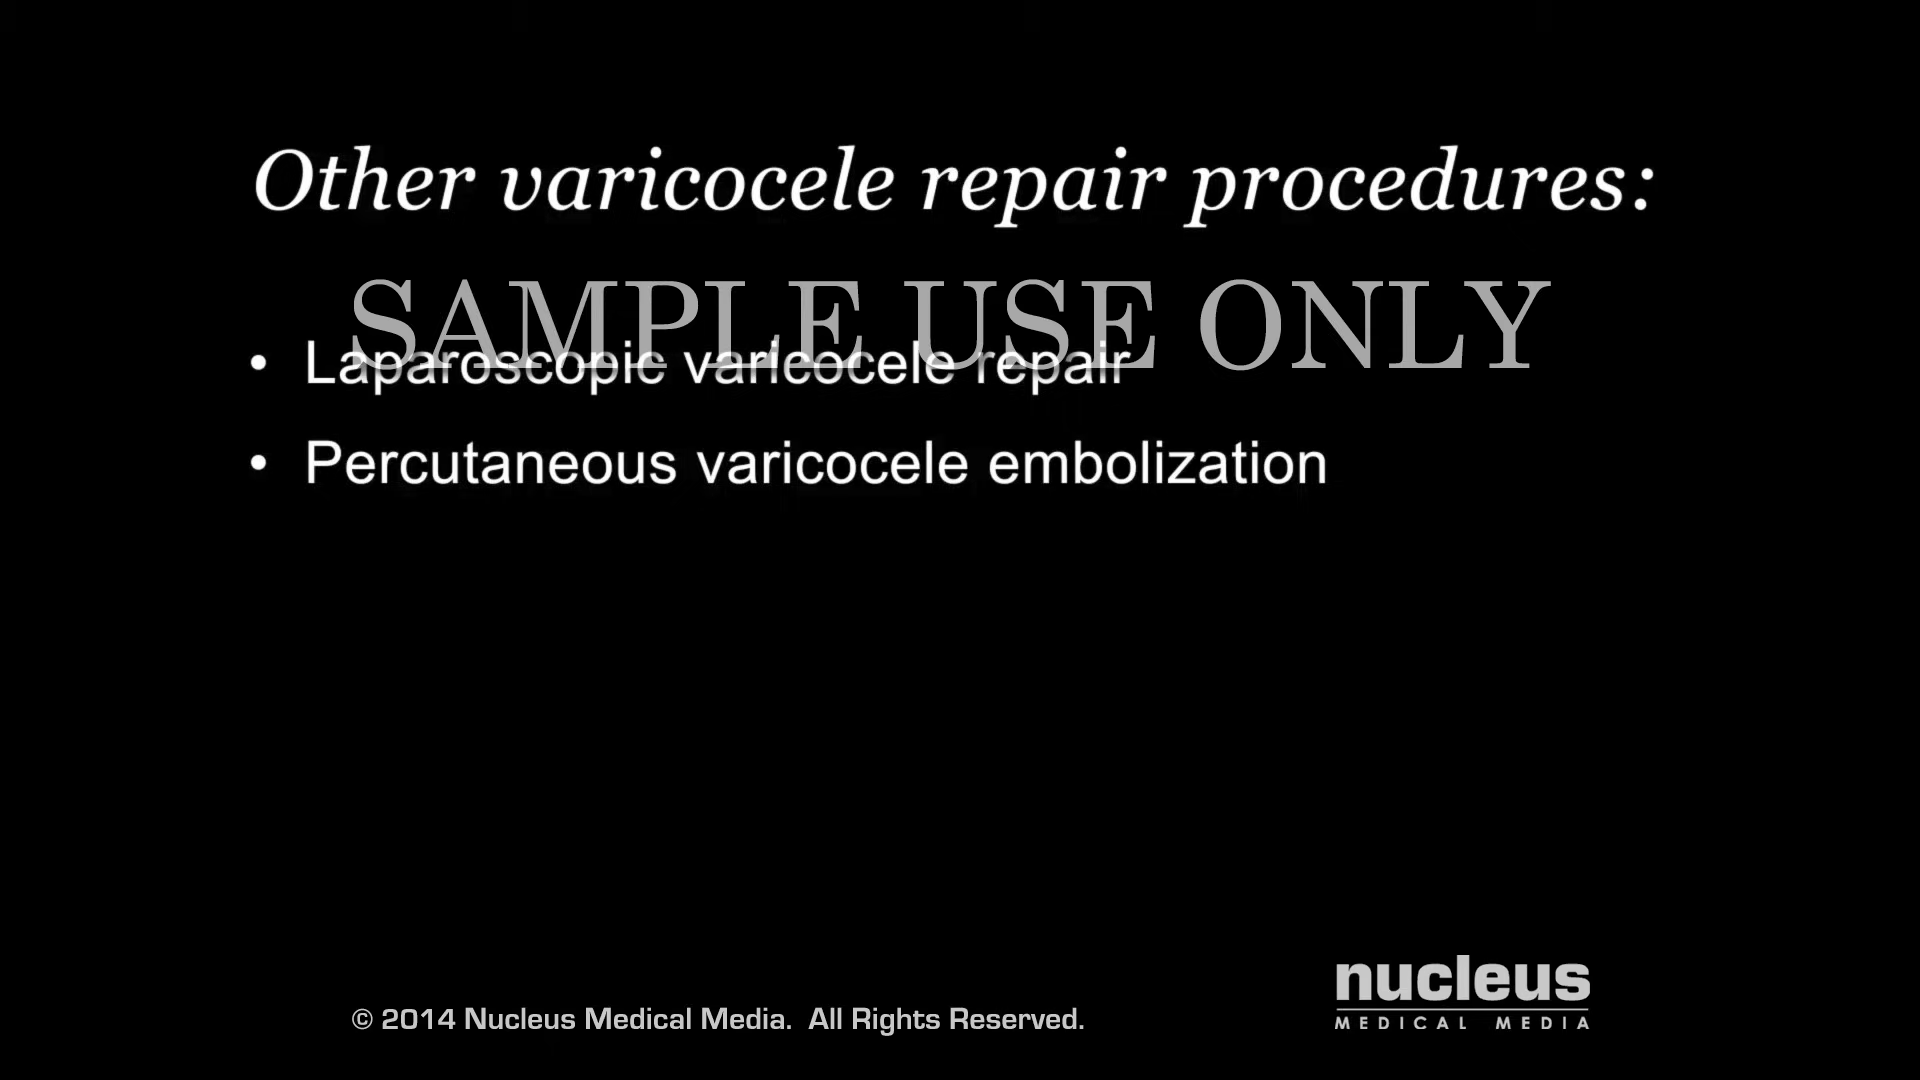 Other varicocele repair procedures:
SAMPLE USE ONLY
• Laparoscopic varicocele repair
• Percutaneous varicocele embolization
nucleus
MEDICAL MEDIA
© 2014 Nucleus Medical Media. All Rights Reserved.